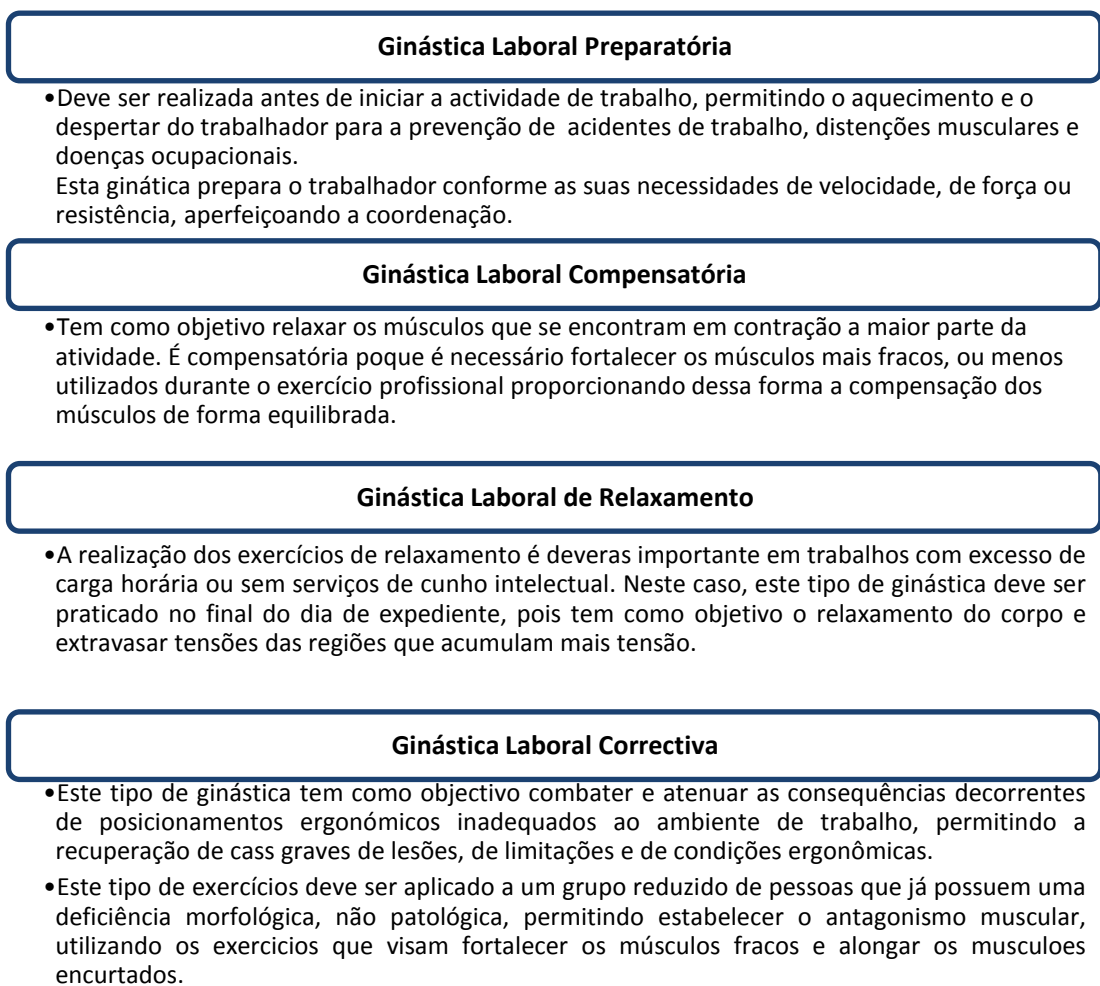 Ginástica Laboral Preparatória
•Deve ser realizada antes de iniciar a actividade de trabalho, permitindo o aquecimento e o
despertar do trabalhador para a prevenção de acidentes de trabalho, distenções musculares e
doenças ocupacionais.
Esta ginática prepara o trabalhador conforme as suas necessidades de velocidade, de força ou
resistência, aperfeiçoando a coordenação.
Ginástica Laboral Compensatória
•Tem como objetivo relaxar os músculos que se encontram em contração a maior parte da
atividade. É compensatória poque é necessário fortalecer os músculos mais fracos, ou menos
utilizados durante o exercício profissional proporcionando dessa forma a compensação dos
músculos de forma equilibrada.
Ginástica Laboral de Relaxamento
•A realização dos exercícios de relaxamento é deveras importante em trabalhos com excesso de
carga horária ou sem serviços de cunho intelectual. Neste caso, este tipo de ginástica deve ser
praticado no final do dia de expediente, pois tem como objetivo o relaxamento do corpo e
extravasar tensões das regiões que acumulam mais tensão.
Ginástica Laboral Correctiva
•Este tipo de ginástica tem como objectivo combater e atenuar as consequências decorrentes
de posicionamentos ergonómicos inadequados ao ambiente de trabalho, permitindo a
recuperação de cass graves de lesões, de limitações e de condições ergonômicas.
•Este tipo de exercícios deve ser aplicado a um grupo reduzido de pessoas que já possuem uma
deficiência morfológica, não patológica, permitindo estabelecer o antagonismo muscular,
utilizando os exercicios que visam fortalecer os músculos fracos e alongar os musculoes
encurtados.